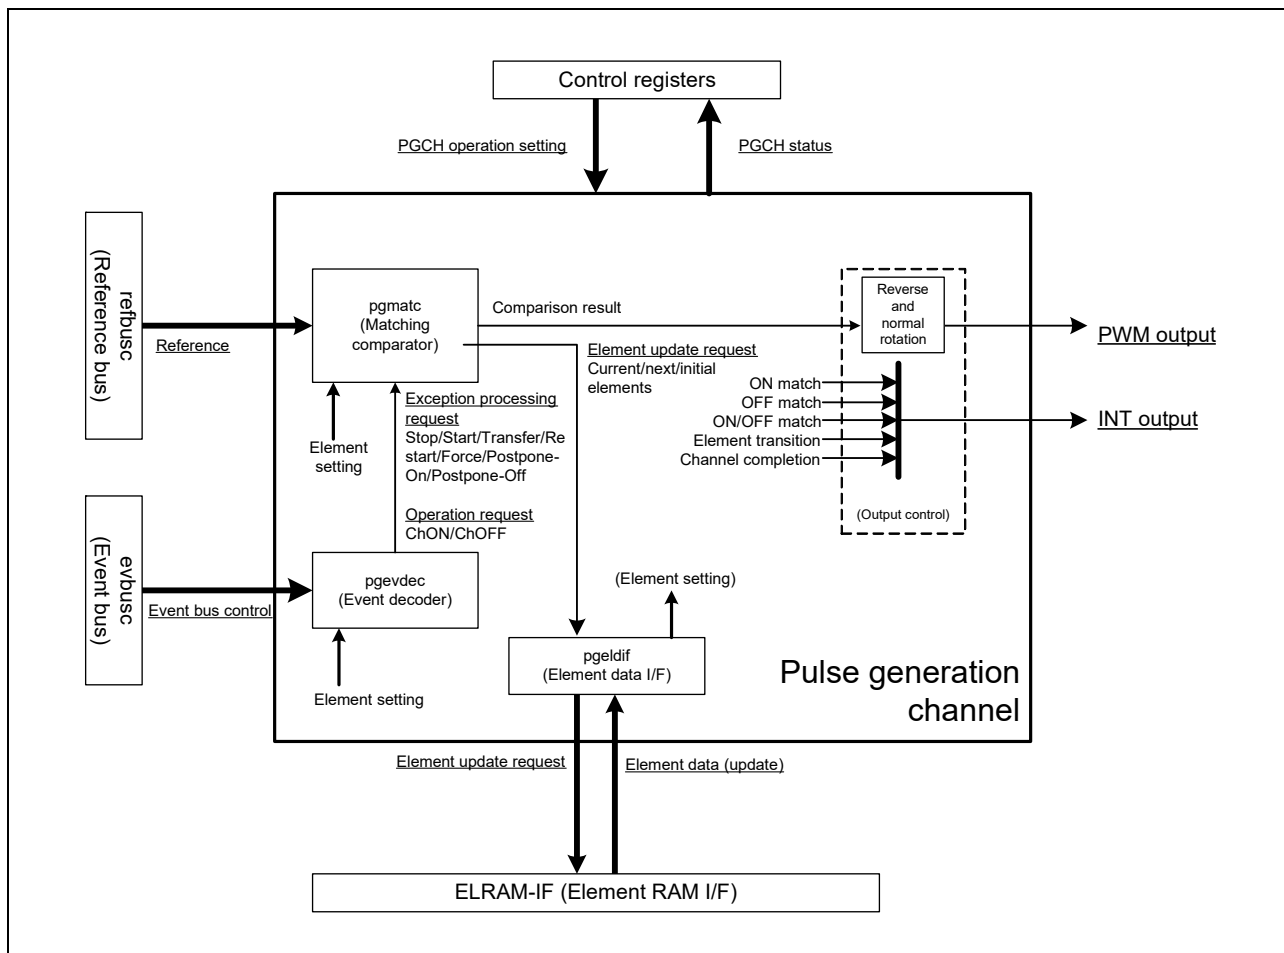 Control registers
PGCH operation setting
PGCH status
refbusc
(Reference bus)
Reference
pgmatc
(Matching
comparator)
Comparison result
Reverse
and
normal
rotation
PWM output
Element update request
Current/next/initial
elements
ON match
OFF match
ON/OFF match
Element transition
Channel completion
INT output
(Output control)
Element
setting
Exception processing
request
Stop/Start/Transfer/Re
start/Force/Postpone-
On/Postpone-Off
Operation request
ChON/ChOFF
evbusc
(Event bus)
Event bus control
pgevdec
(Event decoder)
Element setting
(Element setting)
pgeldif
(Element data I/F)
Pulse generation
channel
Element update request
Element data (update)
ELRAM-IF (Element RAM I/F)